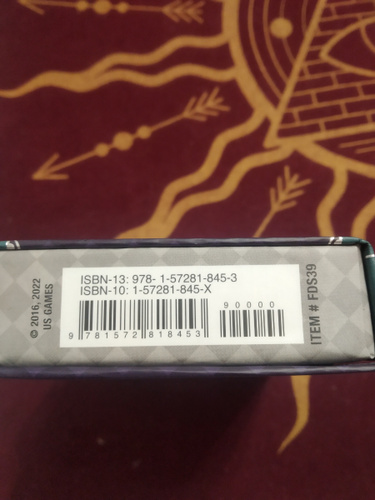 © 2016, 2022
US GAMES
ISBN-13: 978- 1-57281-845-3
ISBN-10: 1-57281-845-X
90000
9 781572 818453
ITEM # FDS39